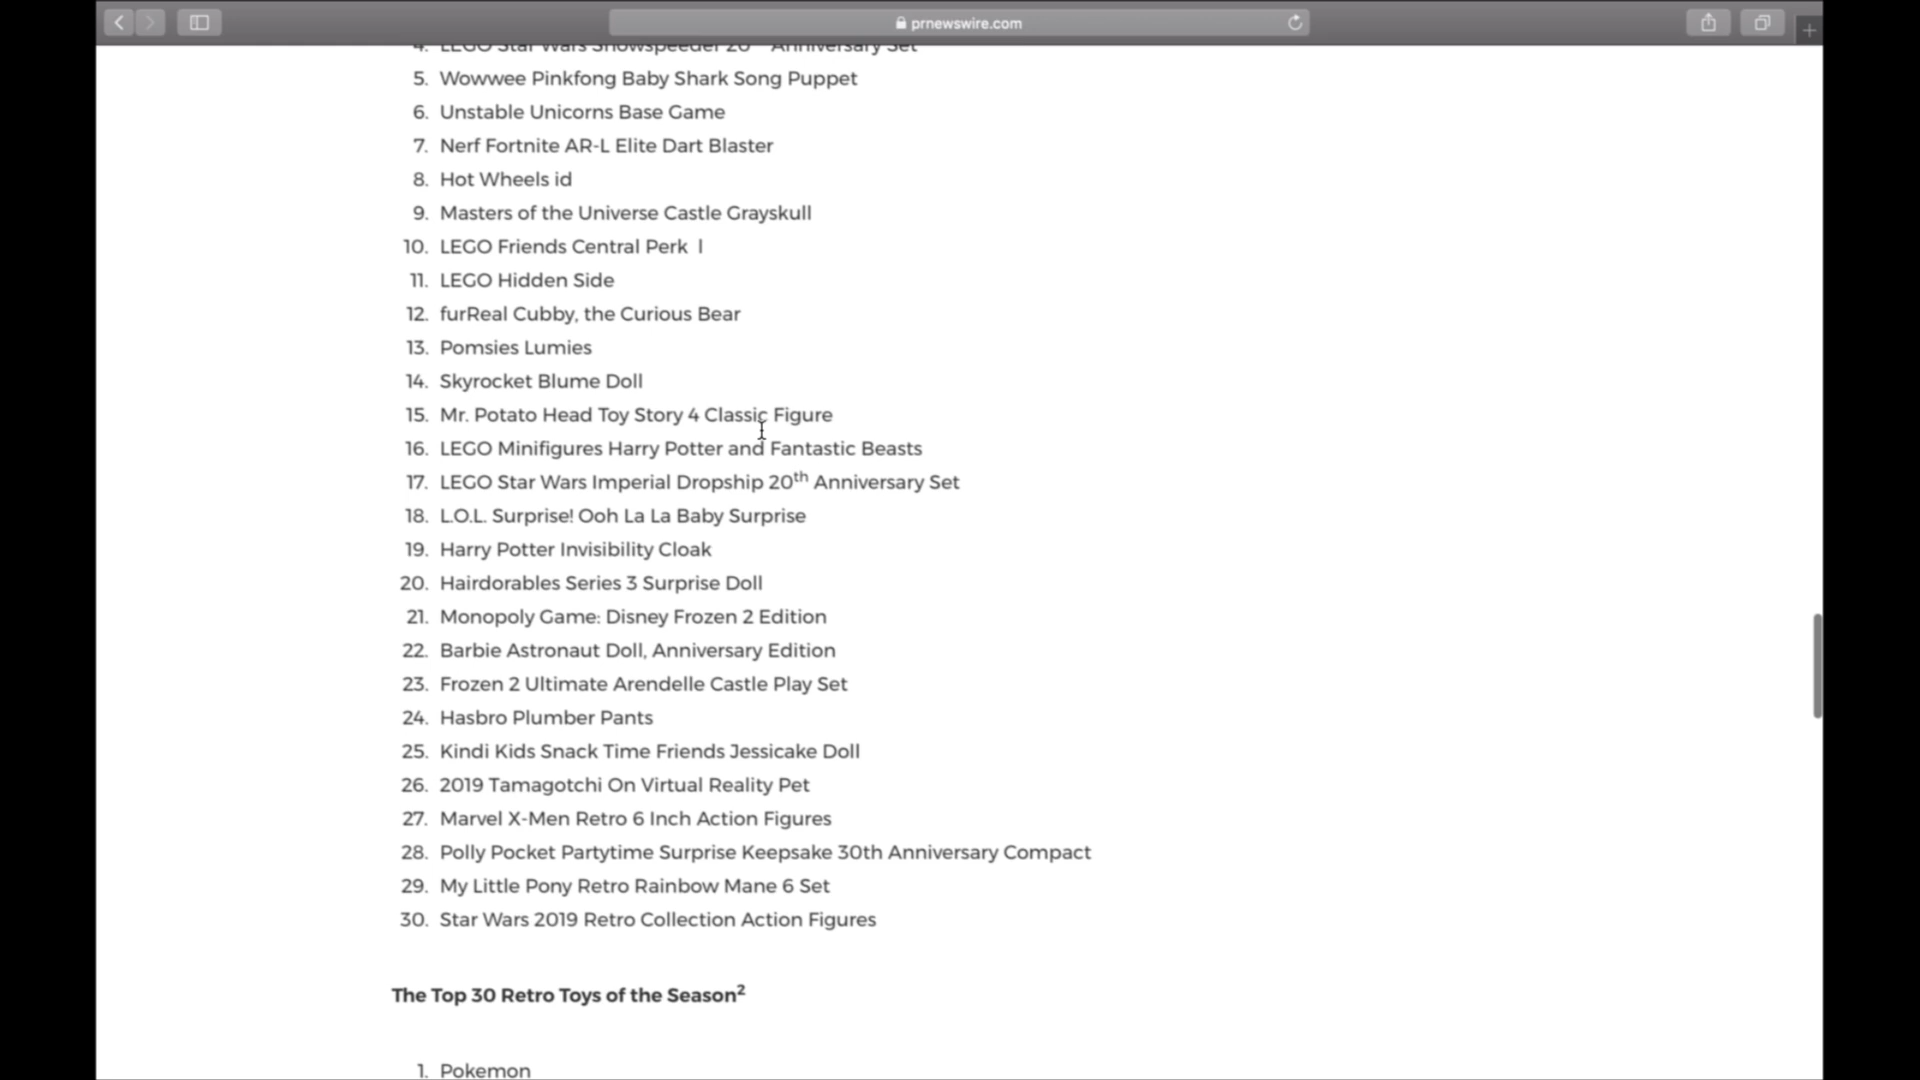 prnewswire.com
4. LEGO Star Wars Snowspeeder 20 Anniversary Set
5. Wowwee Pinkfong Baby Shark Song Puppet
6. Unstable Unicorns Base Game
7. Nerf Fortnite AR-L Elite Dart Blaster
8. Hot Wheels id
9. Masters of the Universe Castle Grayskull
10. LEGO Friends Central Perk l
11. LEGO Hidden Side
12. furReal Cubby, the Curious Bear
13. Pomsies Lumies
14. Skyrocket Blume Doll
15. Mr. Potato Head Toy Story 4 Classic Figure
16. LEGO Minifigures Harry Potter and Fantastic Beasts
17. LEGO Star Wars Imperial Dropship 20th Anniversary Set
18. L.O.L. Surprise! Ooh La La Baby Surprise
19. Harry Potter Invisibility Cloak
20. Hairdorables Series 3 Surprise Doll
21. Monopoly Game: Disney Frozen 2 Edition
22. Barbie Astronaut Doll, Anniversary Edition
23. Frozen 2 Ultimate Arendelle Castle Play Set
24. Hasbro Plumber Pants
25. Kindi Kids Snack Time Friends Jessicake Doll
26. 2019 Tamagotchi On Virtual Reality Pet
27. Marvel X-Men Retro 6 Inch Action Figures
28. Polly Pocket Partytime Surprise Keepsake 30th Anniversary Compact
29. My Little Pony Retro Rainbow Mane 6 Set
30. Star Wars 2019 Retro Collection Action Figures
The Top 30 Retro Toys of the Season2
1. Pokemon